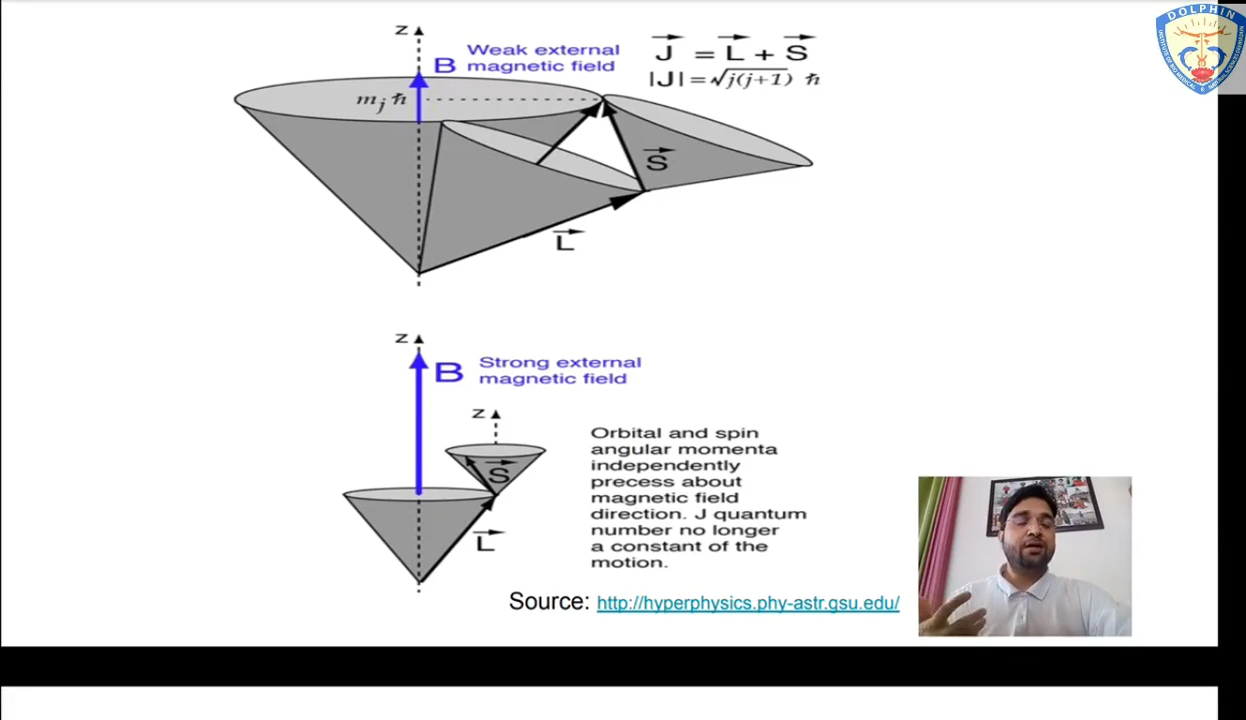 z
Weak external
B magnetic field
J = L + S
|J| = √j(j+1) ħ
mⱼ ħ
S
L
z
B
Strong external
magnetic field
z
S
L
Orbital and spin
angular momenta
independently
precess about
magnetic field
direction. J quantum
number no longer
a constant of the
motion.
Source: http://hyperphysics.phy-astr.gsu.edu/
DOLPHIN